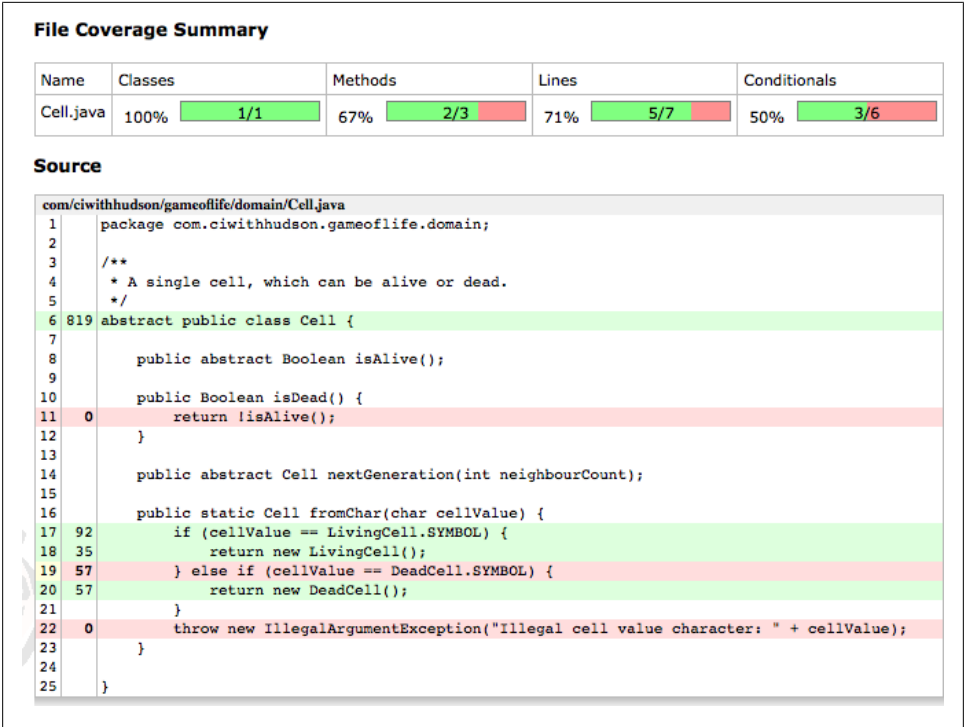 File Coverage Summary
Name Classes Methods Lines Conditionals
Cell.java 100% 1/1 67% 2/3 71% 5/7 50% 3/6
Source
com/ciwithhudson/gameoflife/domain/Cell.java
1 package com.ciwithhudson.gameoflife.domain;
2
3 /**
4 * A single cell, which can be alive or dead.
5 */
6 819 abstract public class Cell {
7
8 public abstract Boolean isAlive();
9
10 public Boolean isDead() {
11 0 return !isAlive();
12 }
13
14 public abstract Cell nextGeneration(int neighbourCount);
15
16 public static Cell fromChar(char cellValue) {
17 92 if (cellValue == LivingCell.SYMBOL) {
18 35 return new LivingCell();
19 57 } else if (cellValue == DeadCell.SYMBOL) {
20 57 return new DeadCell();
21 }
22 0 throw new IllegalArgumentException("Illegal cell value character: " + cellValue);
23 }
24
25 }